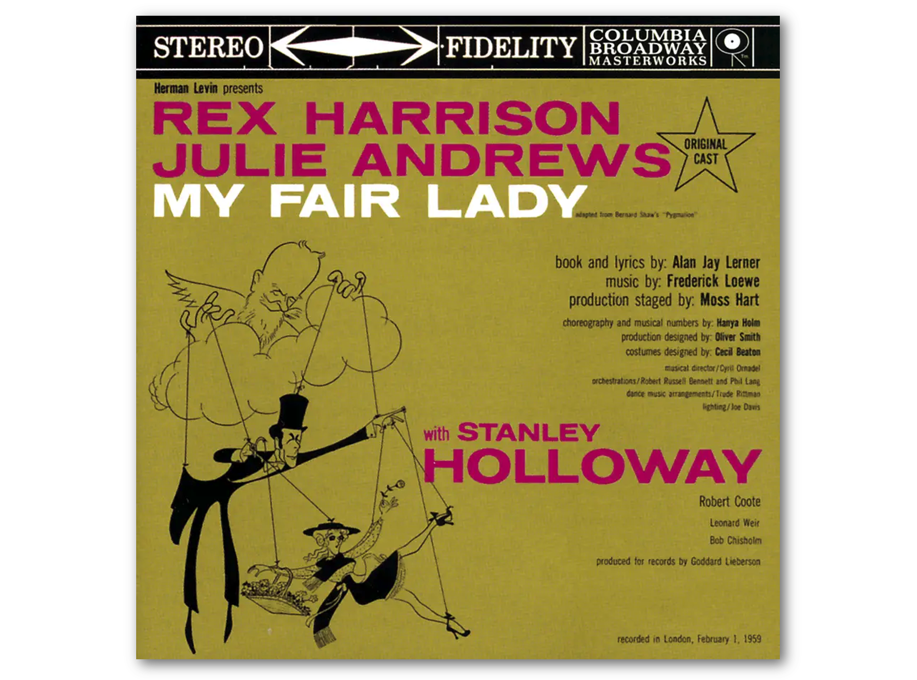 STEREO FIDELITY
COLUMBIA
BROADWAY
MASTERWORKS
Herman Levin presents
REX HARRISON
JULIE ANDREWS
ORIGINAL
CAST
MY FAIR LADY
adapted from Bernard Shaw's "Pygmalion"
book and lyrics by: Alan Jay Lerner
music by: Frederick Loewe
production staged by: Moss Hart
choreography and musical numbers by: Hanya Holm
production designed by: Oliver Smith
costumes designed by: Cecil Beaton
musical director/Cyril Ornadel
orchestrations/Robert Russell Bennett and Phil Lang
dance music arrangements/Trude Rittman
lighting/Joe Davis
with STANLEY
HOLLOWAY
Robert Coote
Leonard Weir
Bob Chisholm
produced for records by Goddard Lieberson
recorded in London, February 1, 1959